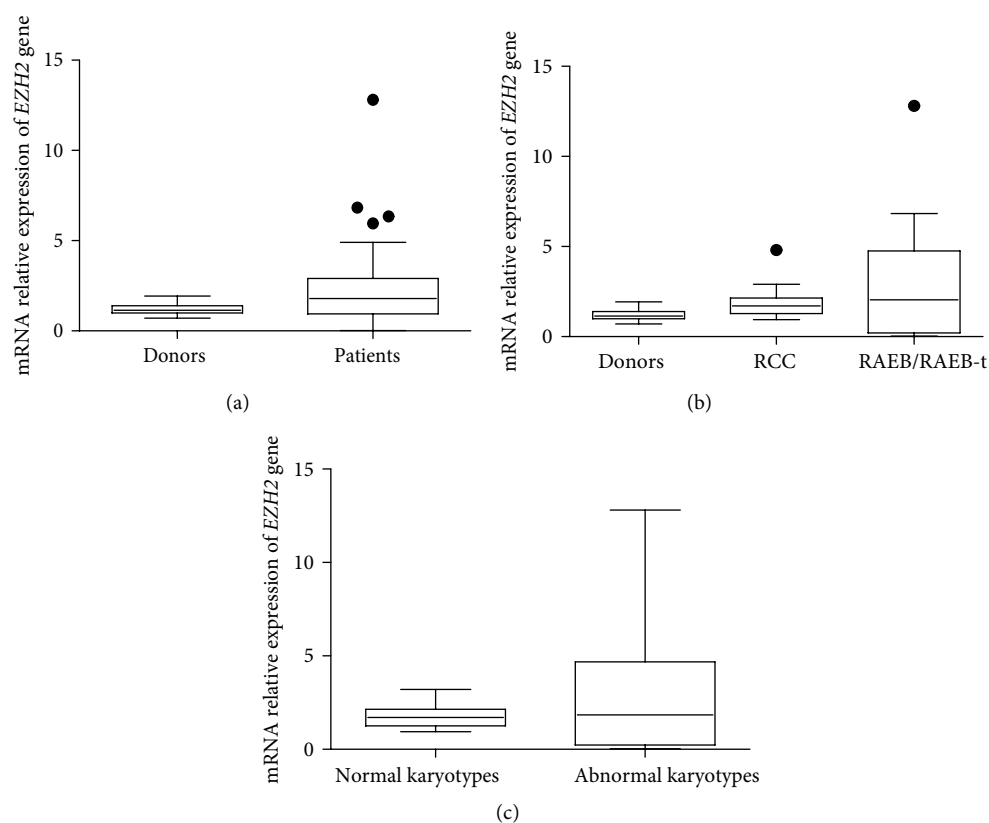 mRNA relative expression of EZH2 gene
15
10
5
0
Donors
Patients
(a)
mRNA relative expression of EZH2 gene
15
10
5
0
Donors
RCC
RAEB/RAEB-t
(b)
mRNA relative expression of EZH2 gene
15
10
5
0
Normal karyotypes
Abnormal karyotypes
(c)